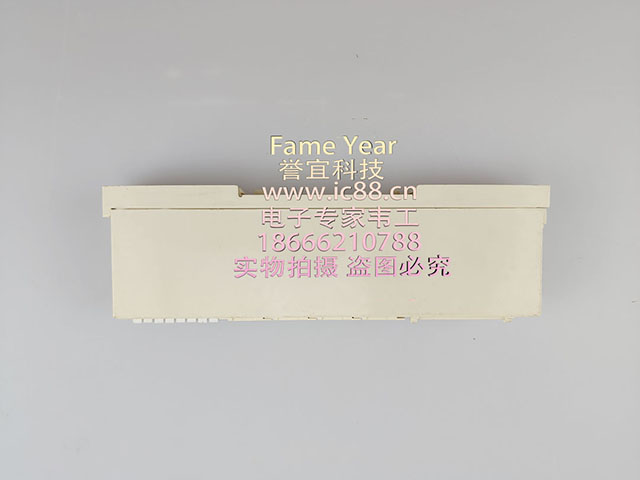 Fame Year
誉宜科技
www.ic88.cn
电子专家韦工
18666210788
实物拍摄 盗图必究